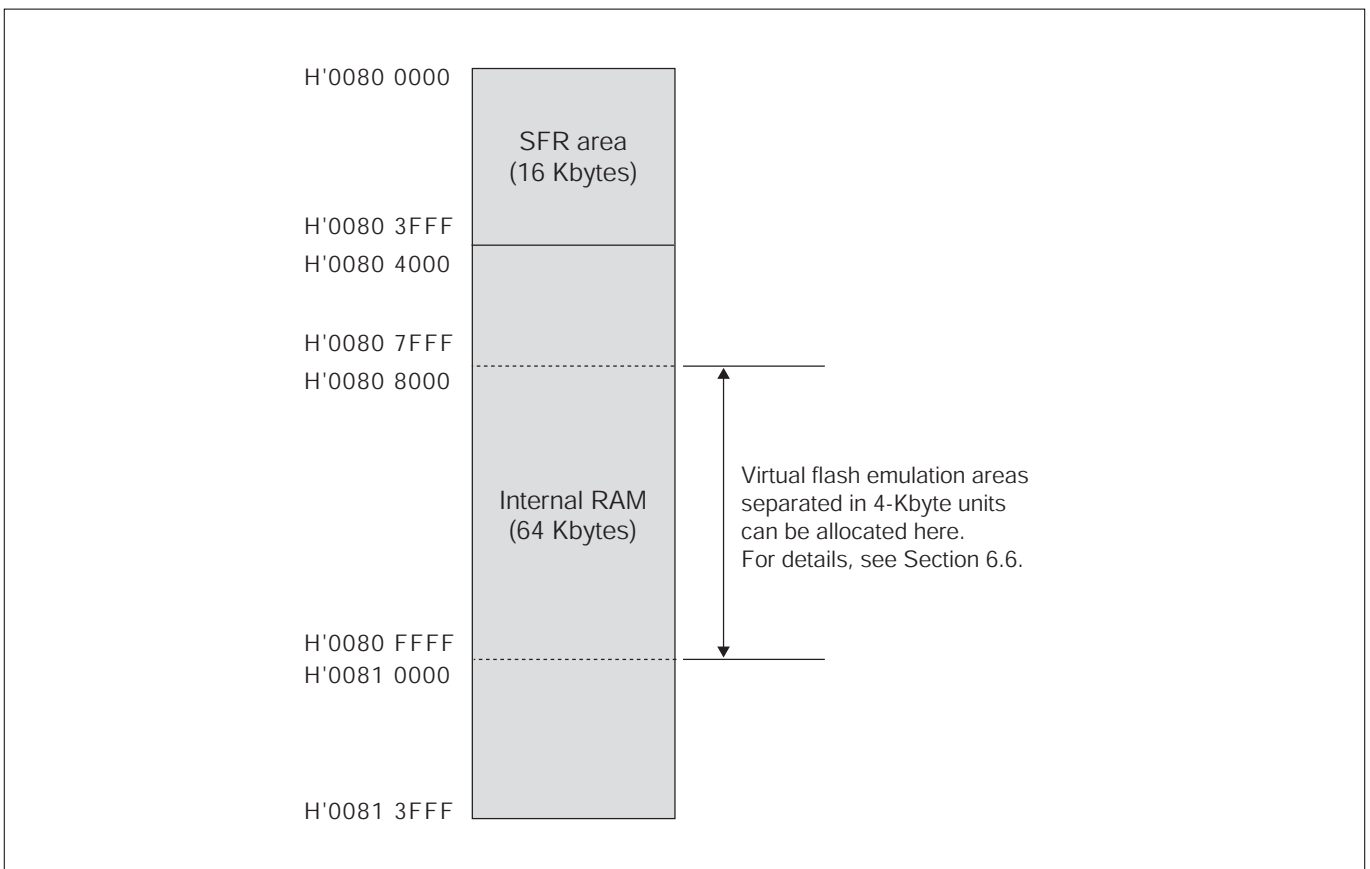 H'0080 0000
SFR area
(16 Kbytes)
H'0080 3FFF
H'0080 4000
H'0080 7FFF
H'0080 8000
Internal RAM
(64 Kbytes)
Virtual flash emulation areas
separated in 4-Kbyte units
can be allocated here.
For details, see Section 6.6.
H'0080 FFFF
H'0081 0000
H'0081 3FFF